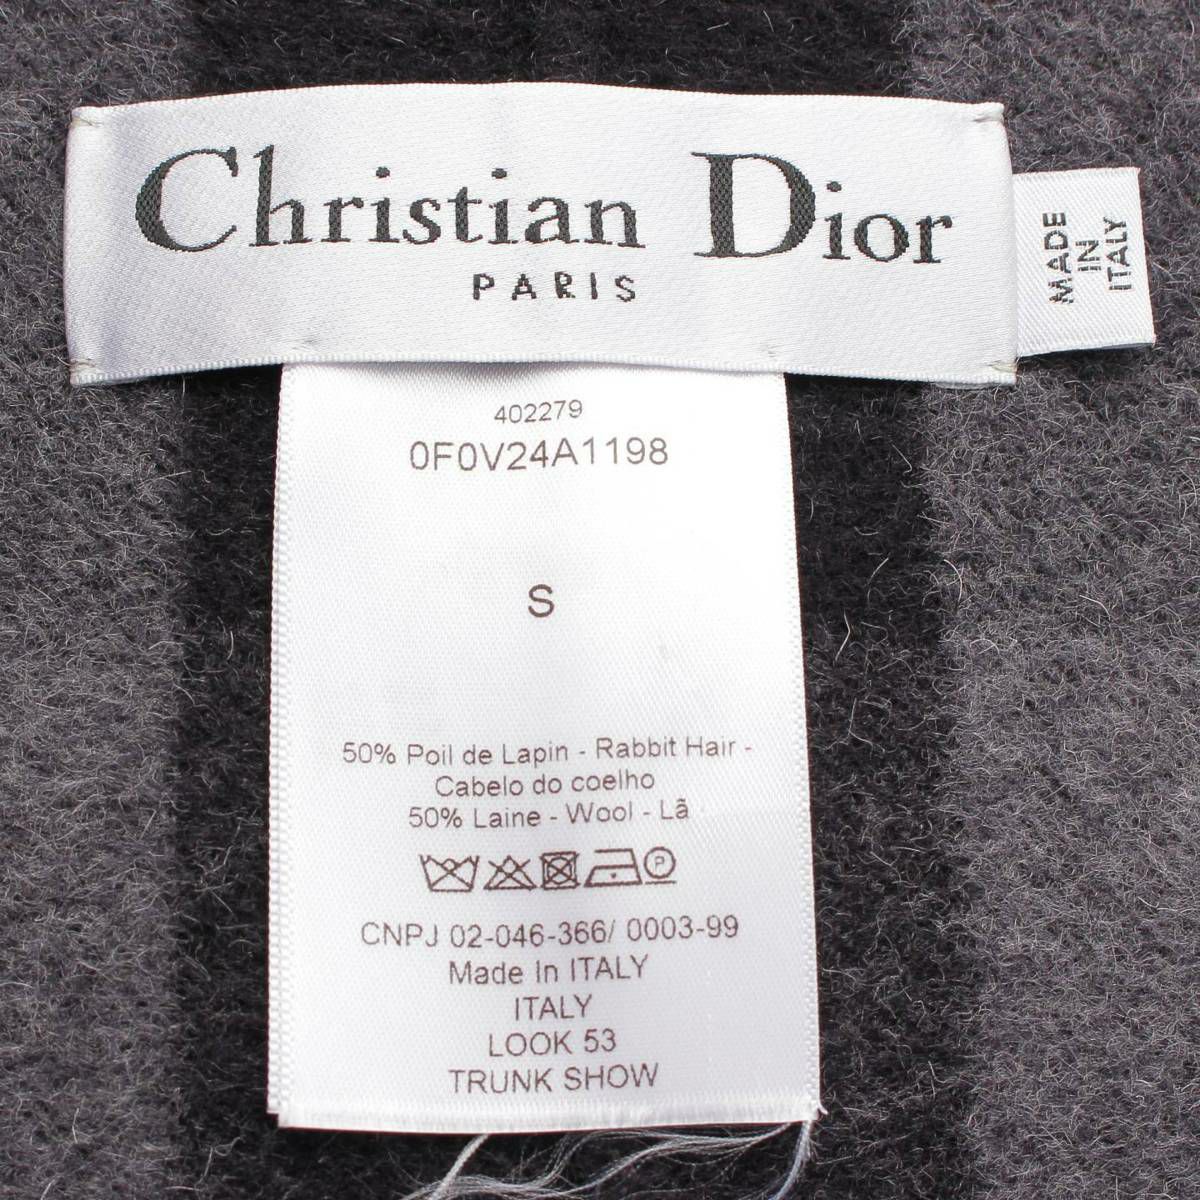 Christian Dior
PARIS
MADE
IN
ITALY
402279
0F0V24A1198
S
50% Poil de Lapin - Rabbit Hair -
Cabelo do coelho
50% Laine - Wool - Lã
P
CNPJ 02-046-366/ 0003-99
Made In ITALY
ITALY
LOOK 53
TRUNK SHOW